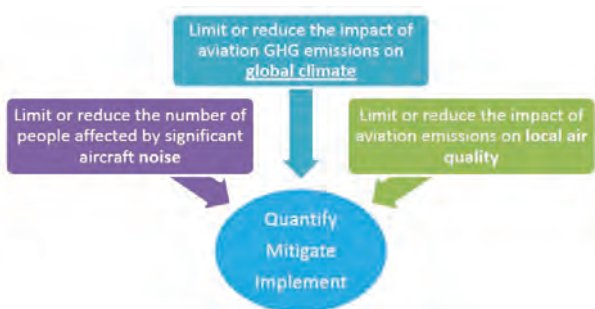 Limit or reduce the impact of
aviation GHG emissions on
global climate
Limit or reduce the number of
people affected by significant
aircraft noise
Limit or reduce the impact of
aviation emissions on local air
quality
Quantify
Mitigate
Implement